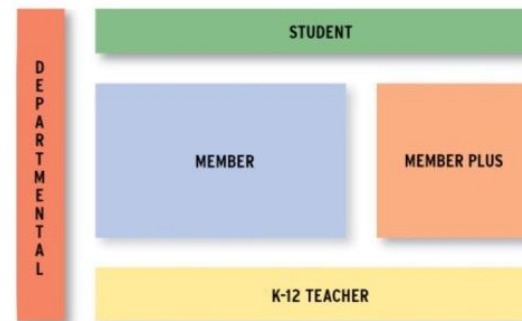 DEPARTMENTAL
STUDENT
MEMBER
MEMBER PLUS
K-12 TEACHER